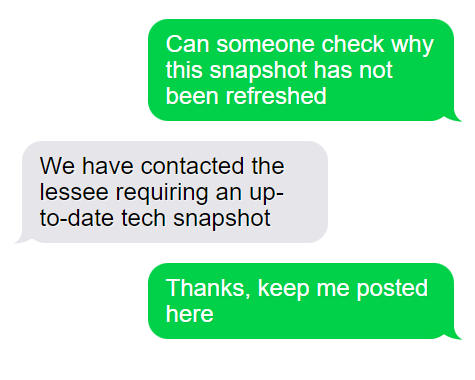 Can someone check why
this snapshot has not
been refreshed
We have contacted the
lessee requiring an up-
to-date tech snapshot
Thanks, keep me posted
here